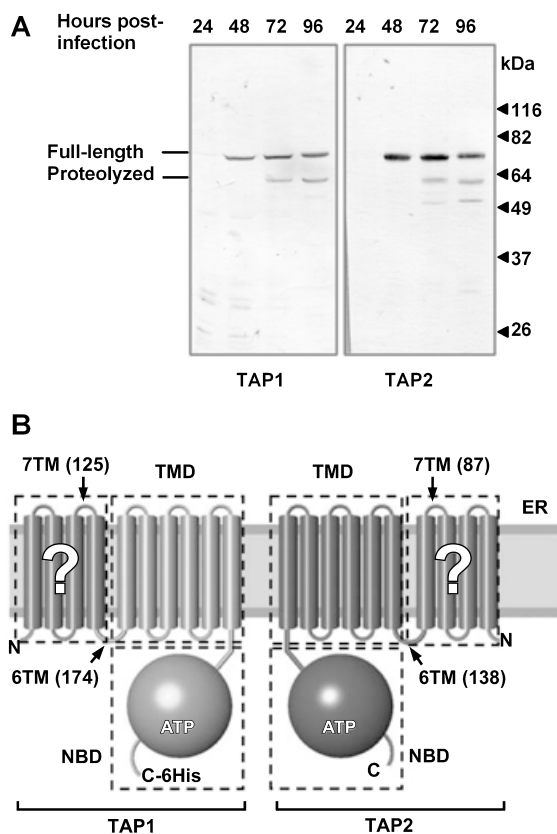 A
Hours post-infection 24 48 72 96 24 48 72 96
kDa
116
82
Full-length
Proteolyzed
64
49
37
26
TAP1 TAP2
B
7TM (125) TMD TMD 7TM (87)
ER
? ?
N N
6TM (174) 6TM (138)
ATP ATP
NBD NBD
C-6His C
TAP1 TAP2